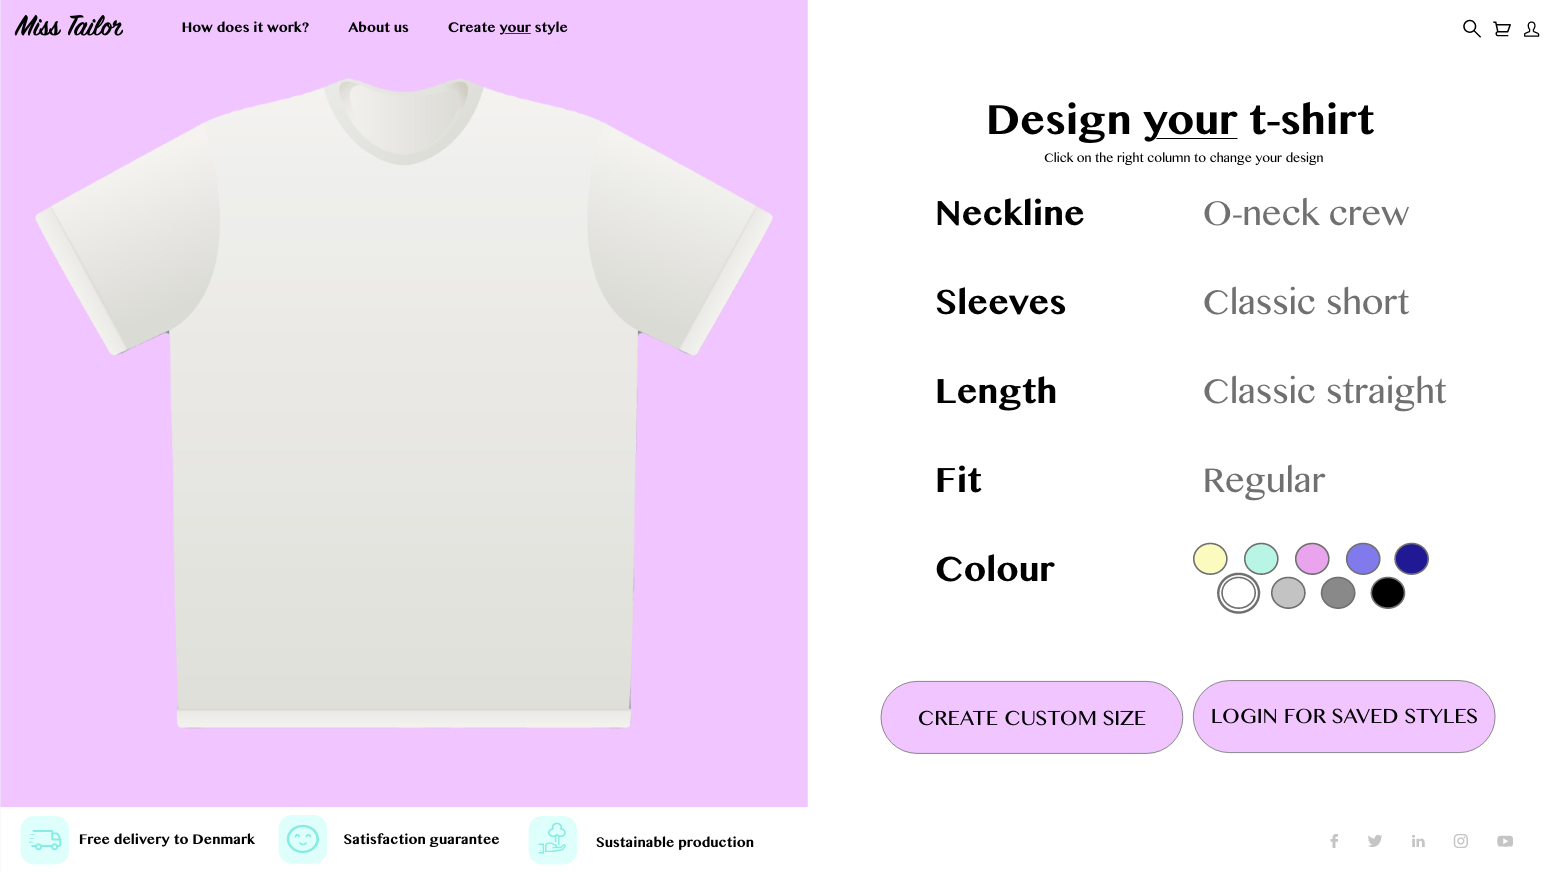 Miss Tailor
How does it work?
About us
Create your style
Design your t-shirt
Click on the right column to change your design
Neckline
O-neck crew
Sleeves
Classic short
Length
Classic straight
Fit
Regular
Colour
CREATE CUSTOM SIZE
LOGIN FOR SAVED STYLES
Free delivery to Denmark
Satisfaction guarantee
Sustainable production